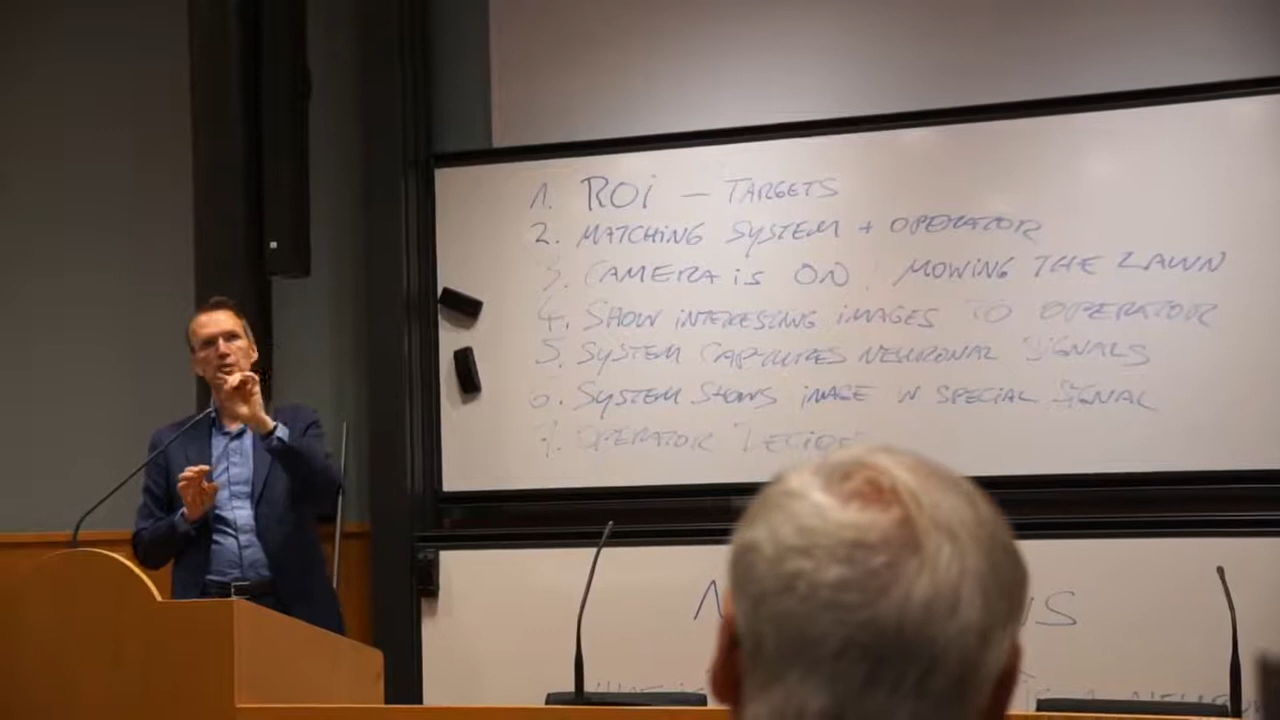 1. ROi – TARGETS
2. MATCHING SYSTEM + OPERATOR
3. CAMERA iS ON MOWING THE LAWN
4. SHOW INTERESTING IMAGES TO OPERATOR
5. SYSTEM CAPTURES NEURONAL SIGNALS
6. SYSTEM SHOWS IMAGE W SPECIAL SIGNAL
7. OPERATOR